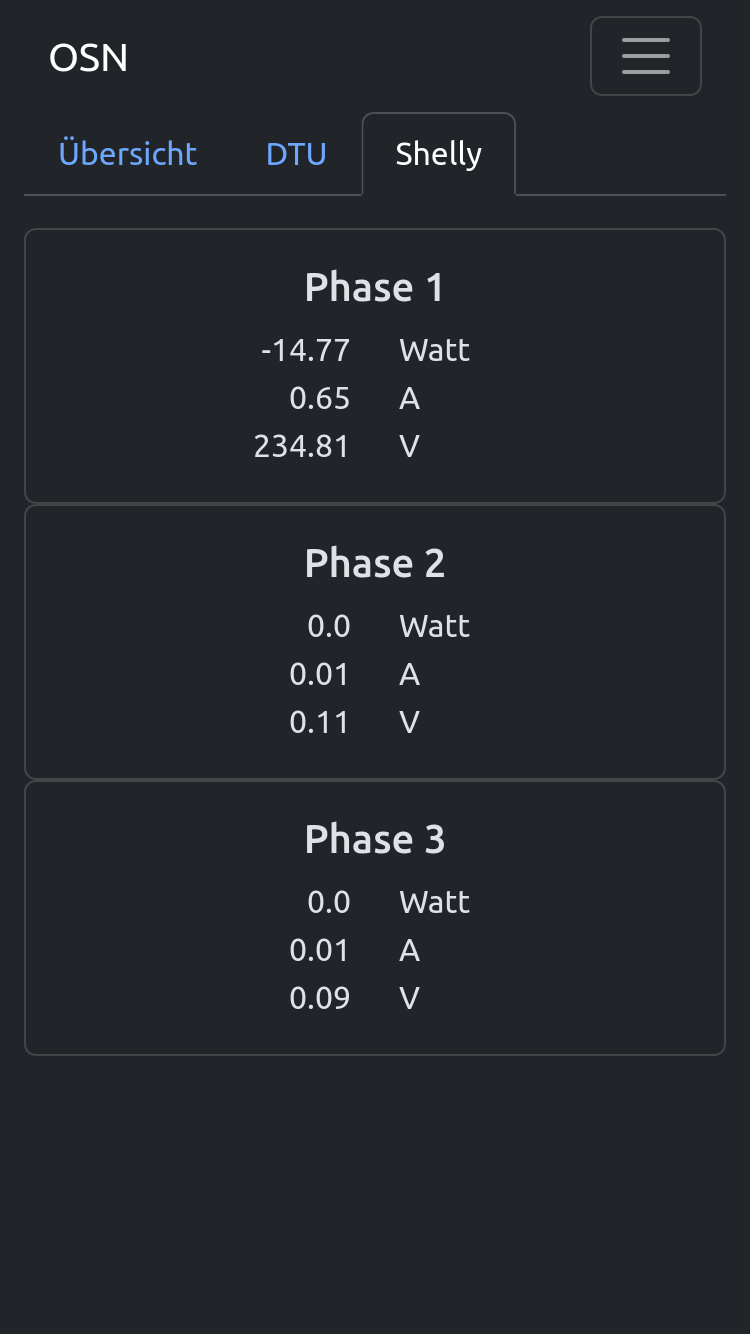 OSN
Übersicht DTU Shelly
Phase 1
-14.77 Watt
0.65 A
234.81 V
Phase 2
0.0 Watt
0.01 A
0.11 V
Phase 3
0.0 Watt
0.01 A
0.09 V